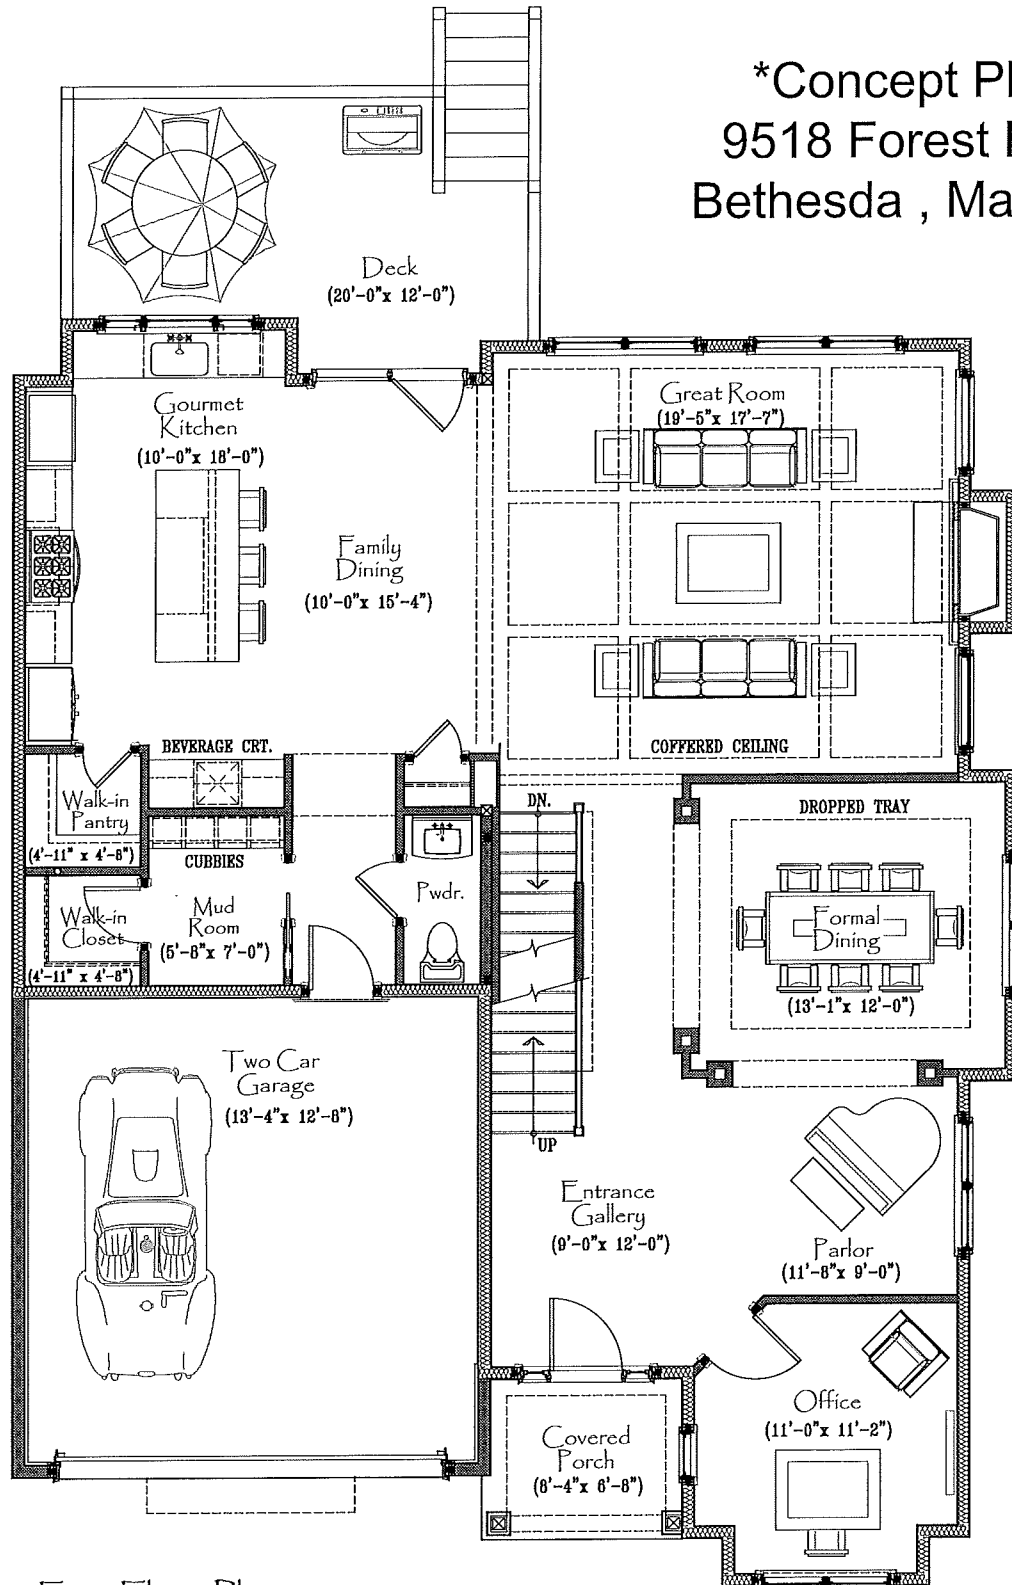 *Concept Pl
9518 Forest
Bethesda , Ma
Deck
(20'-0"x 12'-0")
Gourmet
Kitchen
(10'-0"x 18'-0")
Great Room
(19'-5"x 17'-7")
Family
Dining
(10'-0"x 15'-4")
BEVERAGE CRT.
COFFERED CEILING
Walk-in
Pantry
(4'-11" x 4'-8")
CUBBIES
DN.
DROPPED TRAY
Walk-in
Closet
(4'-11" x 4'-8")
Mud
Room
(5'-8"x 7'-0")
Pwdr.
Formal
Dining
(13'-1"x 12'-0")
Two Car
Garage
(13'-4"x 12'-8")
UP
Entrance
Gallery
(9'-0"x 12'-0")
Parlor
(11'-8"x 9'-0")
Office
(11'-0"x 11'-2")
Covered
Porch
(8'-4"x 6'-8")